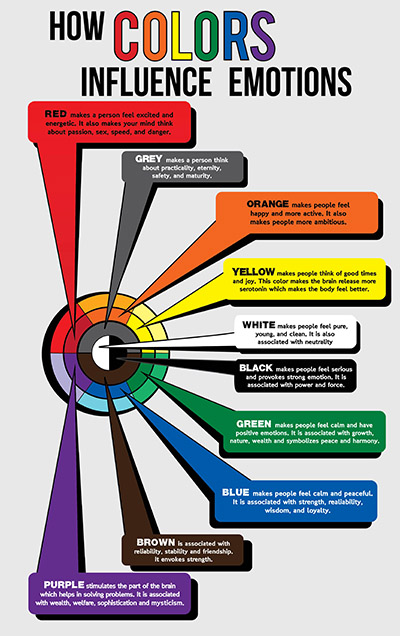 HOW COLORS
INFLUENCE EMOTIONS
RED makes a person feel excited and
energetic. It also makes your mind think
about passion, sex, speed, and danger.
GREY makes a person think
about practicality, eternity,
safety, and maturity.
ORANGE makes people feel
happy and more active. It also
makes people more ambitious.
YELLOW makes people think of good times
and joy. This color makes the brain release more
serotonin which makes the body feel better.
WHITE makes people feel pure,
young, and clean. It is also
associated with neutrality
BLACK makes people feel serious
and provokes strong emotion. It is
associated with power and force.
GREEN makes people feel calm and have
positive emotions. It is associated with growth,
nature, wealth and symbolizes peace and harmony.
BLUE makes people feel calm and peaceful.
It is associated with strength, realiability,
wisdom, and loyalty.
BROWN is associated with
reliability, stability and friendship.
It envokes strength.
PURPLE stimulates the part of the brain
which helps in solving problems. It is associated
with wealth, welfare, sophistication and mysticism.